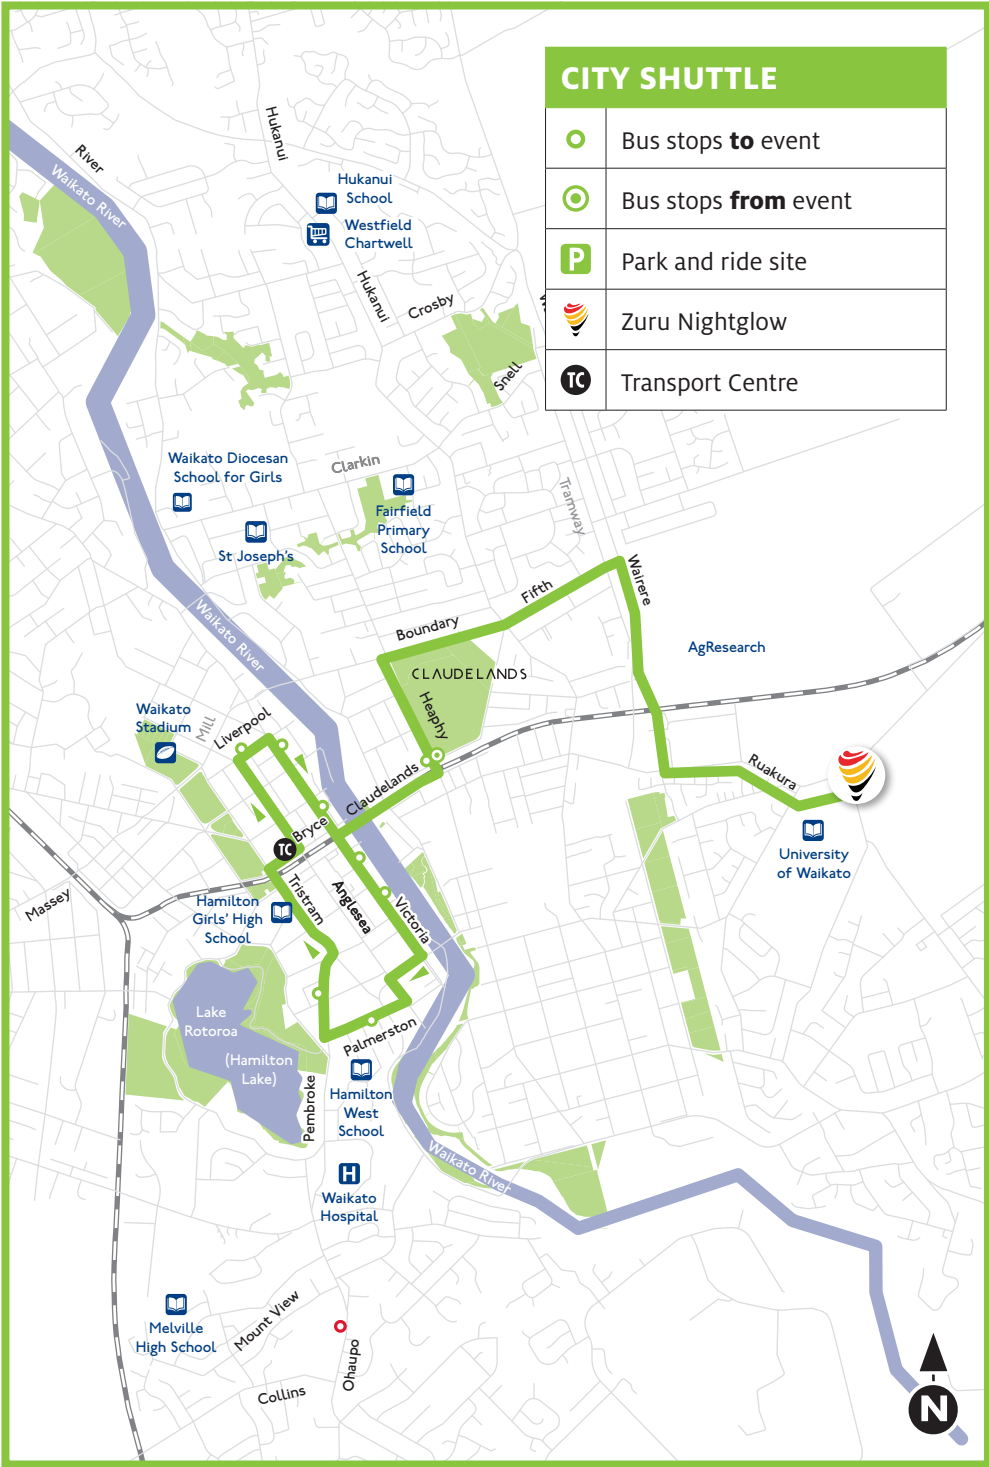 CITY SHUTTLE
Bus stops to event
Bus stops from event
P
Park and ride site
Zuru Nightglow
TC
Transport Centre
River
Waikato River
Hukanui
Hukanui
School
Westfield
Chartwell
Hukanui
Crosby
Snell
Waikato Diocesan
School for Girls
Clarkin
Fairfield
Primary
School
St Joseph's
Tramway
Wairere
Fifth
Boundary
Waikato River
AgResearch
CLAUDELANDS
Heaphy
Waikato
Stadium
Mill
Liverpool
Claudelands
Ruakura
Bryce
TC
University
of Waikato
Massey
Tristram
Anglesea
Victoria
Hamilton
Girls' High
School
Lake
Rotoroa
(Hamilton
Lake)
Palmerston
Pembroke
Hamilton
West
School
Waikato River
H
Waikato
Hospital
Melville
High School
Mount View
Ohaupo
Collins
N